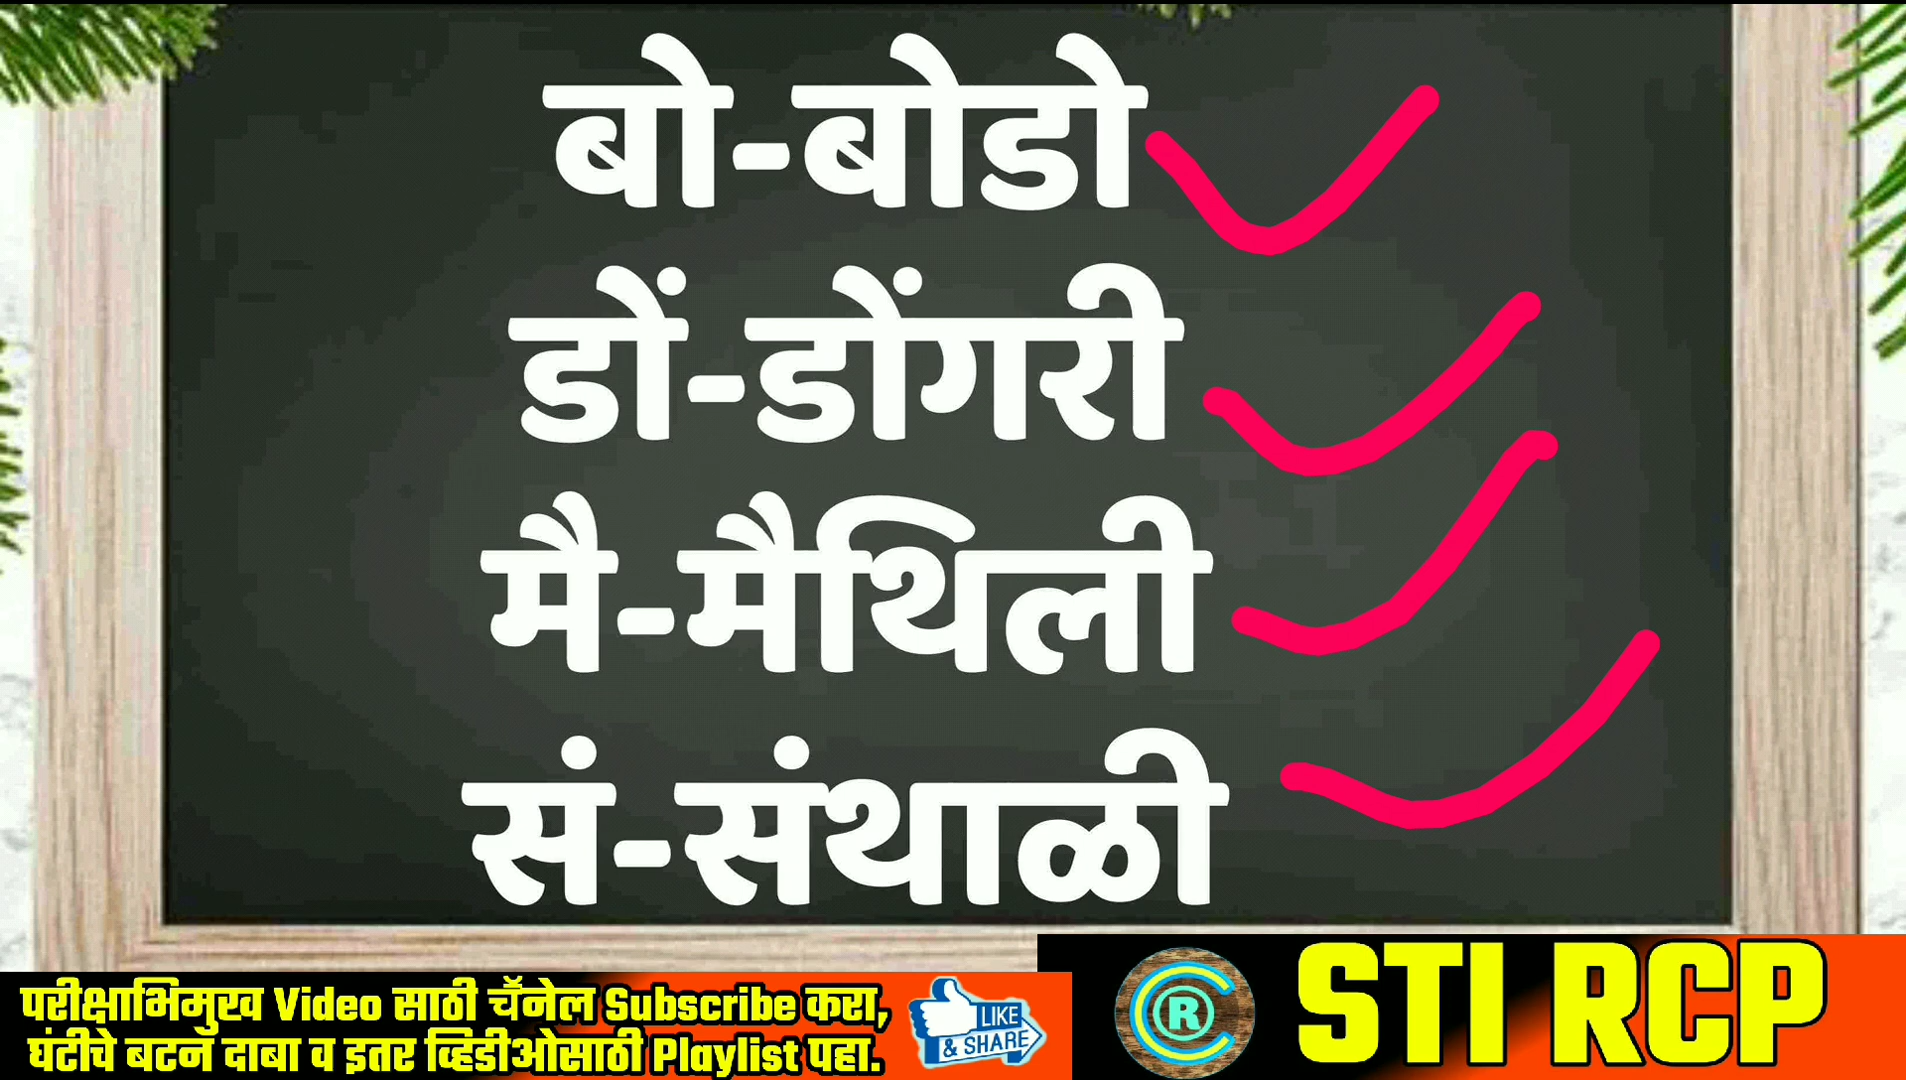 बो-बोडो
डों-डोंगरी
मै-मैथिली
सं-संथाळी
परीक्षाभिमुख Video साठी चॅनेल Subscribe करा,
घंटीचे बटन दाबा व इतर व्हिडीओसाठी Playlist पहा.
LIKE
& SHARE
R
STI RCP